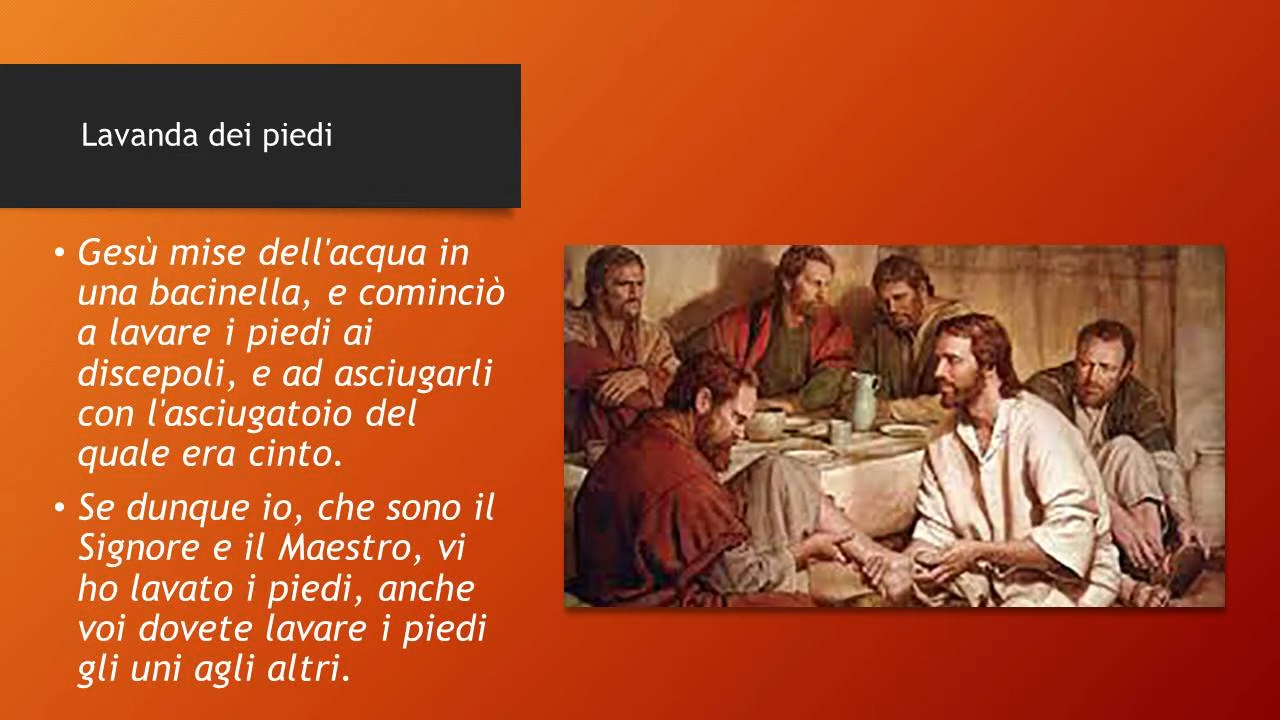 Lavanda dei piedi
• Gesù mise dell'acqua in
una bacinella, e cominciò
a lavare i piedi ai
discepoli, e ad asciugarli
con l'asciugatoio del
quale era cinto.
• Se dunque io, che sono il
Signore e il Maestro, vi
ho lavato i piedi, anche
voi dovete lavare i piedi
gli uni agli altri.